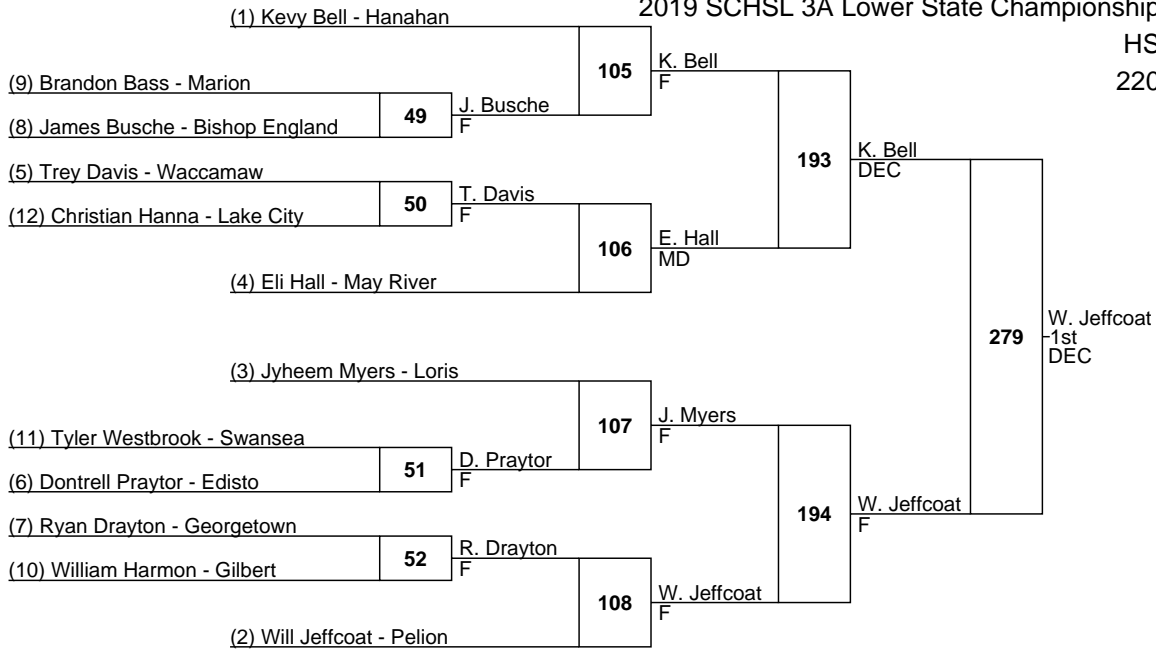 2019 SCHSL 3A Lower State Championship
HS
220
(1) Kevy Bell - Hanahan
105
K. Bell
F
(9) Brandon Bass - Marion
49
J. Busche
F
(8) James Busche - Bishop England
193
K. Bell
DEC
(5) Trey Davis - Waccamaw
50
T. Davis
F
(12) Christian Hanna - Lake City
106
E. Hall
MD
(4) Eli Hall - May River
279
W. Jeffcoat
1st
DEC
(3) Jyheem Myers - Loris
107
J. Myers
F
(11) Tyler Westbrook - Swansea
51
D. Praytor
F
(6) Dontrell Praytor - Edisto
194
W. Jeffcoat
F
(7) Ryan Drayton - Georgetown
52
R. Drayton
F
(10) William Harmon - Gilbert
108
W. Jeffcoat
F
(2) Will Jeffcoat - Pelion